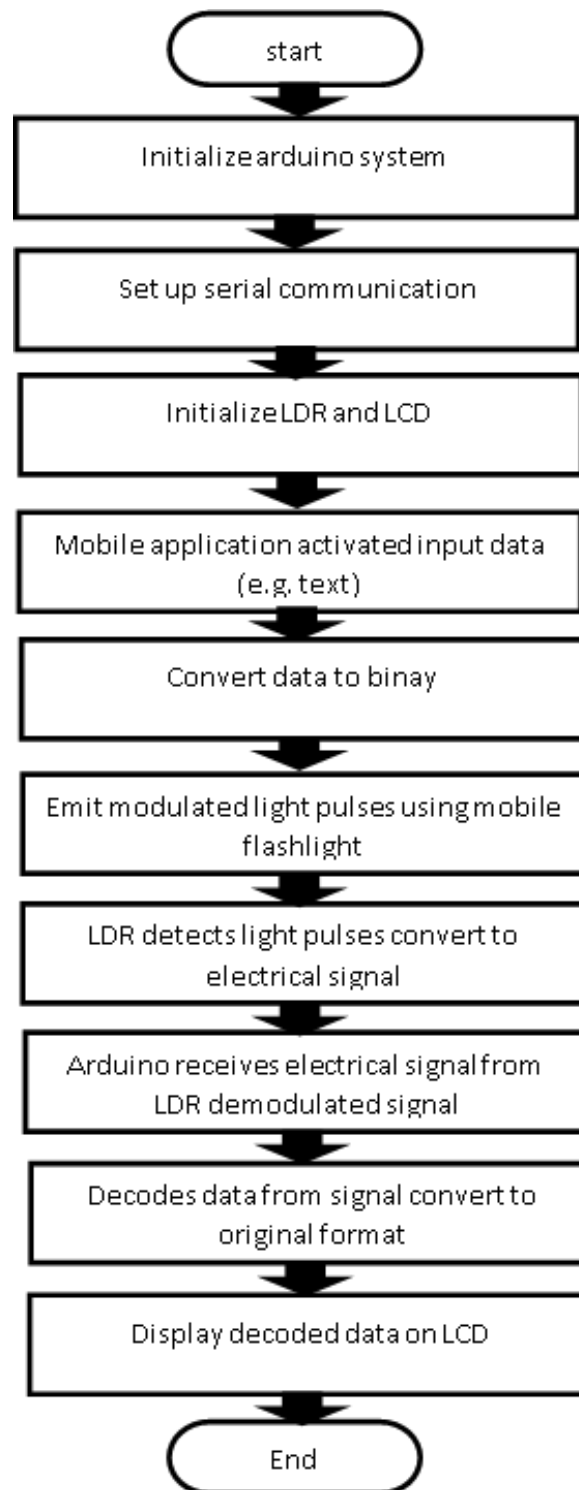 start
Initialize arduino system
Set up serial communication
Initialize LDR and LCD
Mobile application activated input data
(e.g. text)
Convert data to binay
Emit modulated light pulses using mobile
flashlight
LDR detects light pulses convert to
electrical signal
Arduino receives electrical signal from
LDR demodulated signal
Decodes data from signal convert to
original format
Display decoded data on LCD
End